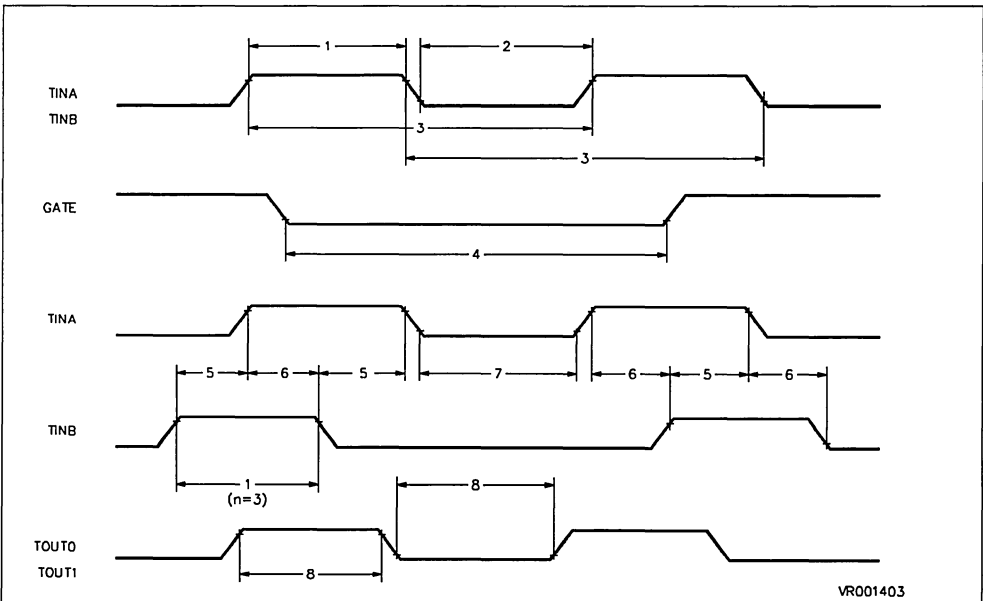 1
2
TINA
TINB
3
3
GATE
4
TINA
5 6 5 7 6 5 6
TINB
1
(n=3)
8
TOUT0
TOUT1
8
VR001403